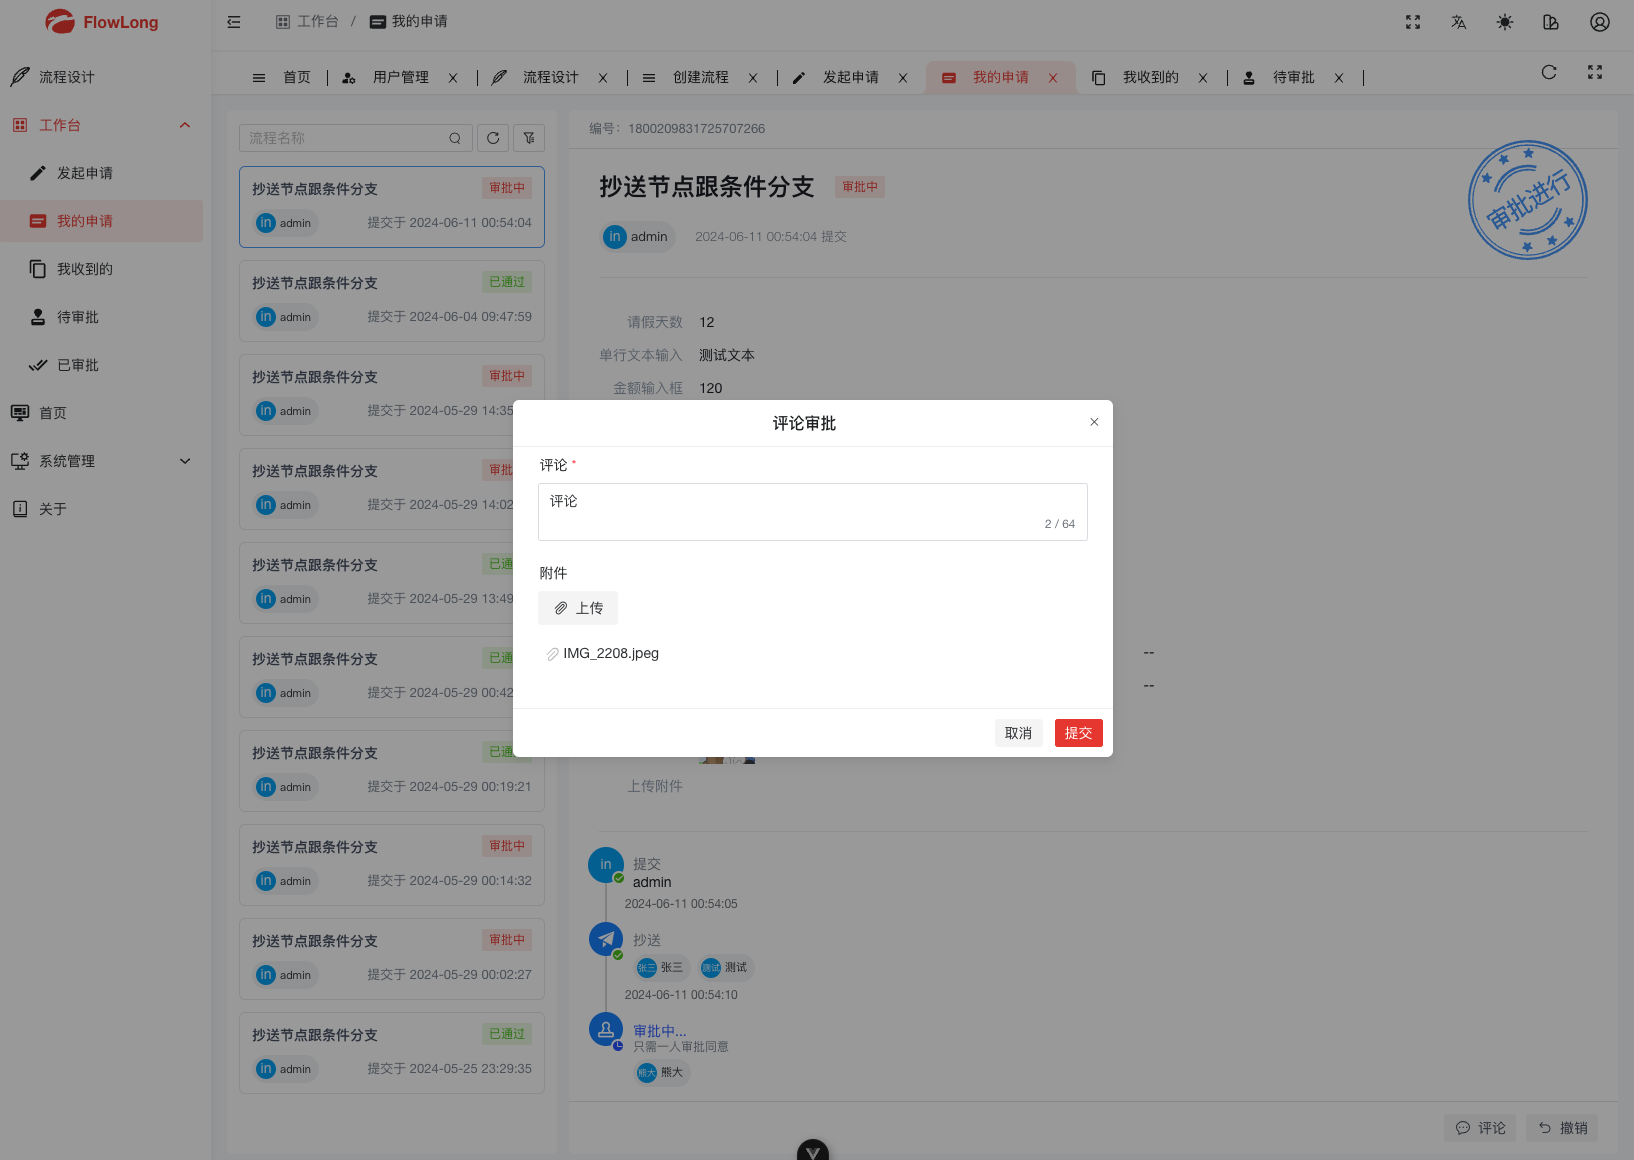 FlowLong
工作台 / 我的申请
首页
用户管理
流程设计
创建流程
发起申请
我的申请
我收到的
待审批
流程设计
工作台
发起申请
我的申请
我收到的
待审批
已审批
首页
系统管理
关于
流程名称
抄送节点跟条件分支 审批中
in admin 提交于 2024-06-11 00:54:04
抄送节点跟条件分支 已通过
in admin 提交于 2024-06-04 09:47:59
抄送节点跟条件分支 审批中
in admin 提交于 2024-05-29 14:35
抄送节点跟条件分支 审批
in admin 提交于 2024-05-29 14:02
抄送节点跟条件分支 已通
in admin 提交于 2024-05-29 13:49
抄送节点跟条件分支 已通
in admin 提交于 2024-05-29 00:42
抄送节点跟条件分支 已通
in admin 提交于 2024-05-29 00:19:21
抄送节点跟条件分支 审批中
in admin 提交于 2024-05-29 00:14:32
抄送节点跟条件分支 审批中
in admin 提交于 2024-05-29 00:02:27
抄送节点跟条件分支 已通过
in admin 提交于 2024-05-25 23:29:35
编号: 1800209831725707266
抄送节点跟条件分支 审批中
审批进行
in admin 2024-06-11 00:54:04 提交
请假天数 12
单行文本输入 测试文本
金额输入框 120
--
--
上传附件
in 提交
admin
2024-06-11 00:54:05
抄送
张三 张三 测试 测试
2024-06-11 00:54:10
审批中...
只需一人审批同意
熊大 熊大
评论 撤销
评论审批
评论 *
评论
2 / 64
附件
上传
IMG_2208.jpeg
取消 提交